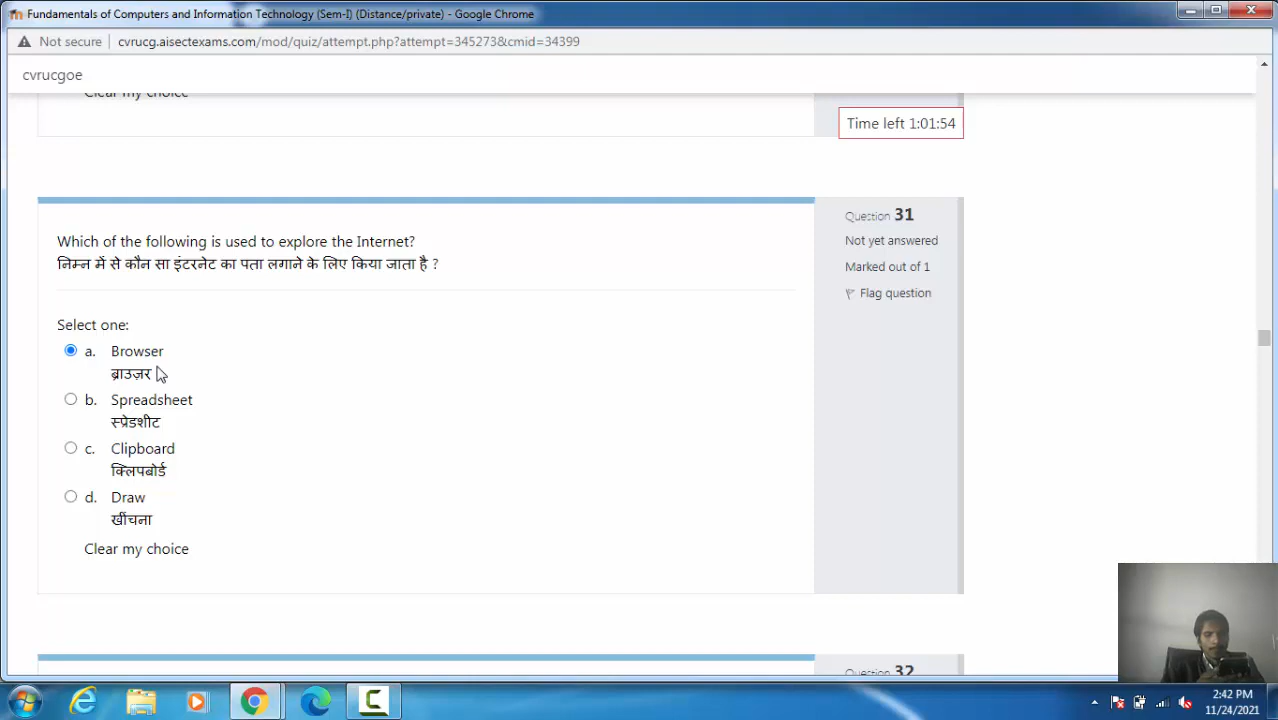 Fundamentals of Computers and Information Technology (Sem-I) (Distance/private) - Google Chrome
Not secure | cvrucg.aisectexams.com/mod/quiz/attempt.php?attempt=345273&cmid=34399
cvrucgoe
Clear my choice
Time left 1:01:54
Question 31
Not yet answered
Marked out of 1
Flag question
Which of the following is used to explore the Internet?
निम्न में से कौन सा इंटरनेट का पता लगाने के लिए किया जाता है ?
Select one:
a. Browser
ब्राउज़र
b. Spreadsheet
स्प्रेडशीट
c. Clipboard
क्लिपबोर्ड
d. Draw
खींचना
Clear my choice
Question 32
2:42 PM
11/24/2021